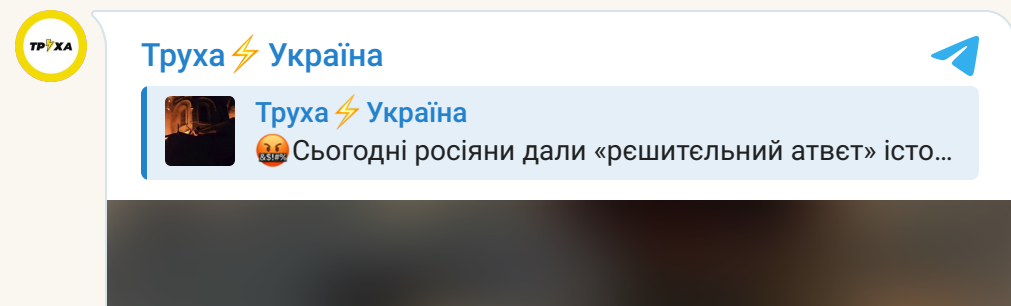 ТРУХА
Труха⚡Україна
Труха⚡Україна
🤬Сьогодні росіяни дали «рєшитєльний атвєт» істо...